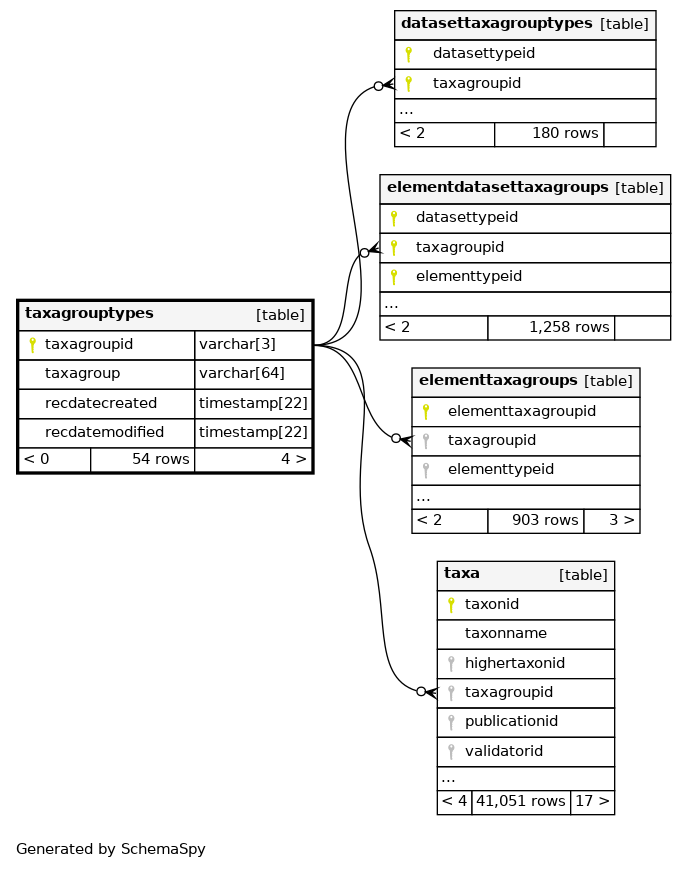 datasettaxagrouptypes [table]
datasettypeid
taxagroupid
...
< 2 180 rows
elementdatasettaxagroups [table]
datasettypeid
taxagroupid
elementtypeid
...
< 2 1,258 rows
taxagrouptypes [table]
taxagroupid varchar[3]
taxagroup varchar[64]
recdatecreated timestamp[22]
recdatemodified timestamp[22]
< 0 54 rows 4 >
elementtaxagroups [table]
elementtaxagroupid
taxagroupid
elementtypeid
...
< 2 903 rows 3 >
taxa [table]
taxonid
taxonname
highertaxonid
taxagroupid
publicationid
validatorid
...
< 4 41,051 rows 17 >
Generated by SchemaSpy